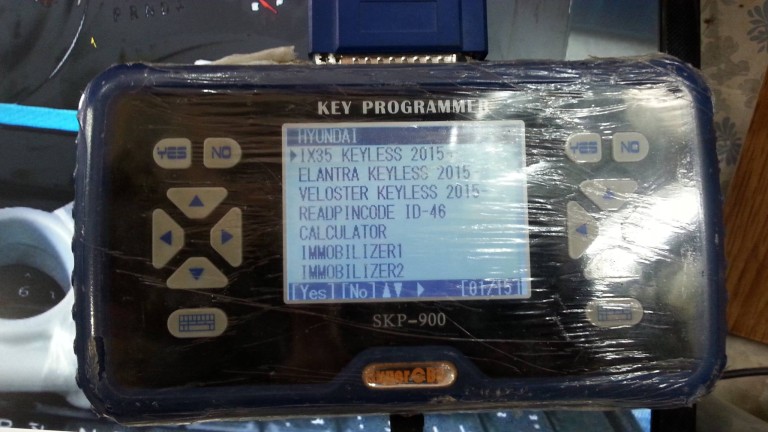 KEY PROGRAMMER
HYUNDAI
IX35 KEYLESS 2015-
ELANTRA KEYLESS 2015-
VELOSTER KEYLESS 2015-
READPINCODE ID-46
CALCULATOR
IMMOBILIZER1
IMMOBILIZER2
[Yes] [No] [01/15]
YES NO
YES NO
SKP-900